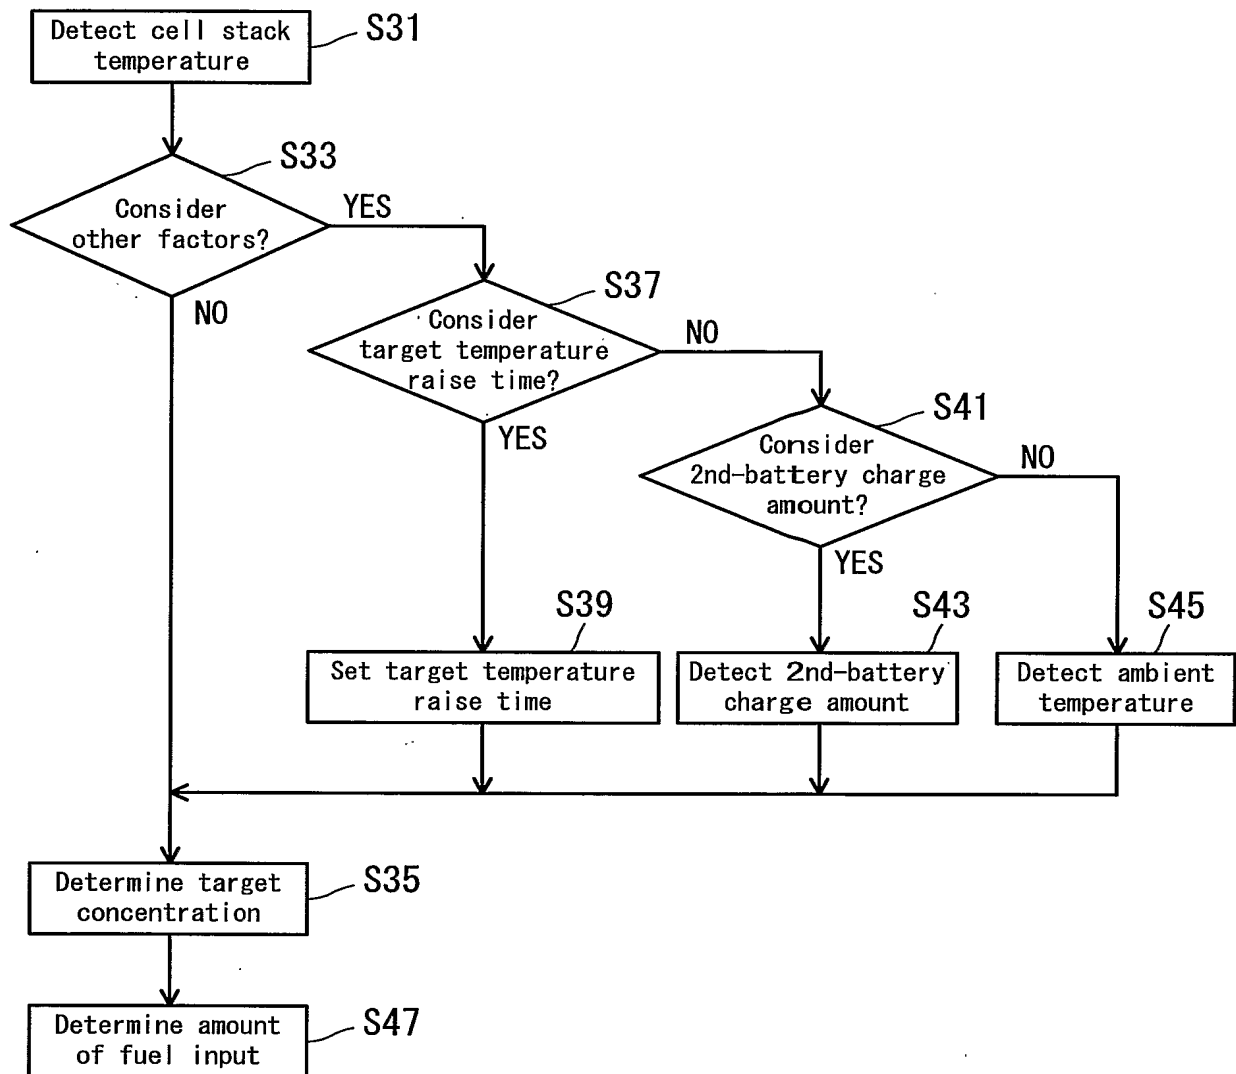 Detect cell stack
temperature
S31
S33
Consider
other factors?
YES
NO
S37
Consider
target temperature
raise time?
NO
YES
S41
Consider
2nd-battery charge
amount?
NO
YES
S39
S43
S45
Set target temperature
raise time
Detect 2nd-battery
charge amount
Detect ambient
temperature
Determine target
concentration
S35
Determine amount
of fuel input
S47